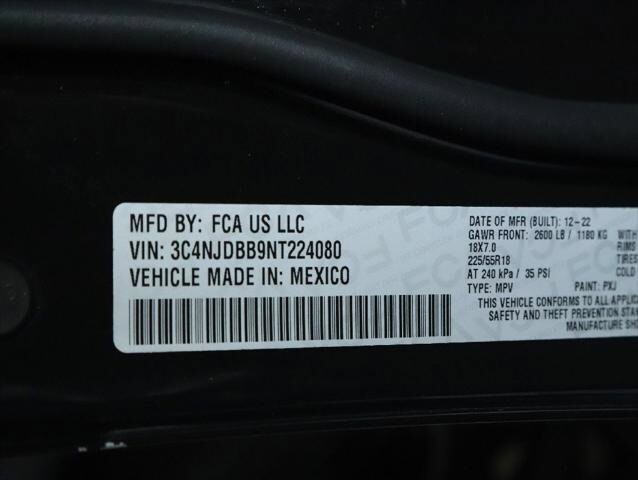 MFD BY: FCA US LLC
VIN: 3C4NJDBB9NT224080
VEHICLE MADE IN: MEXICO
DATE OF MFR (BUILT): 12-22
GAWR FRONT: 2600 LB / 1180 KG
18X7.0
225/55R18
AT 240 kPa / 35 PSI
TYPE: MPV PAINT: PXJ
THIS VEHICLE CONFORMS TO ALL
SAFETY AND THEFT PREVENTION
MANUFACTURE
WITH
RIMS
TIRES
COLD